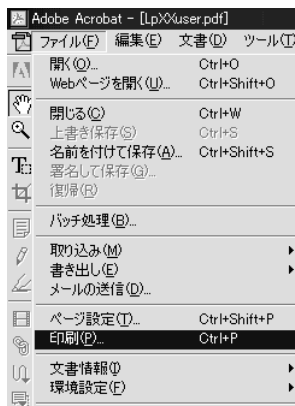 Adobe Acrobat - [LpXXuser.pdf]
ファイル(F) 編集(E) 文書(D) ツール(T)
開く(O)... Ctrl+O
Webページを開く(U)... Ctrl+Shift+O
閉じる(C) Ctrl+W
上書き保存(S) Ctrl+S
名前を付けて保存(A)... Ctrl+Shift+S
署名して保存(G)...
復帰(R)
バッチ処理(B)...
取り込み(M)
書き出し(E)
メールの送信(D)...
ページ設定(T)... Ctrl+Shift+P
印刷(P)... Ctrl+P
文書情報(I)
環境設定(F)